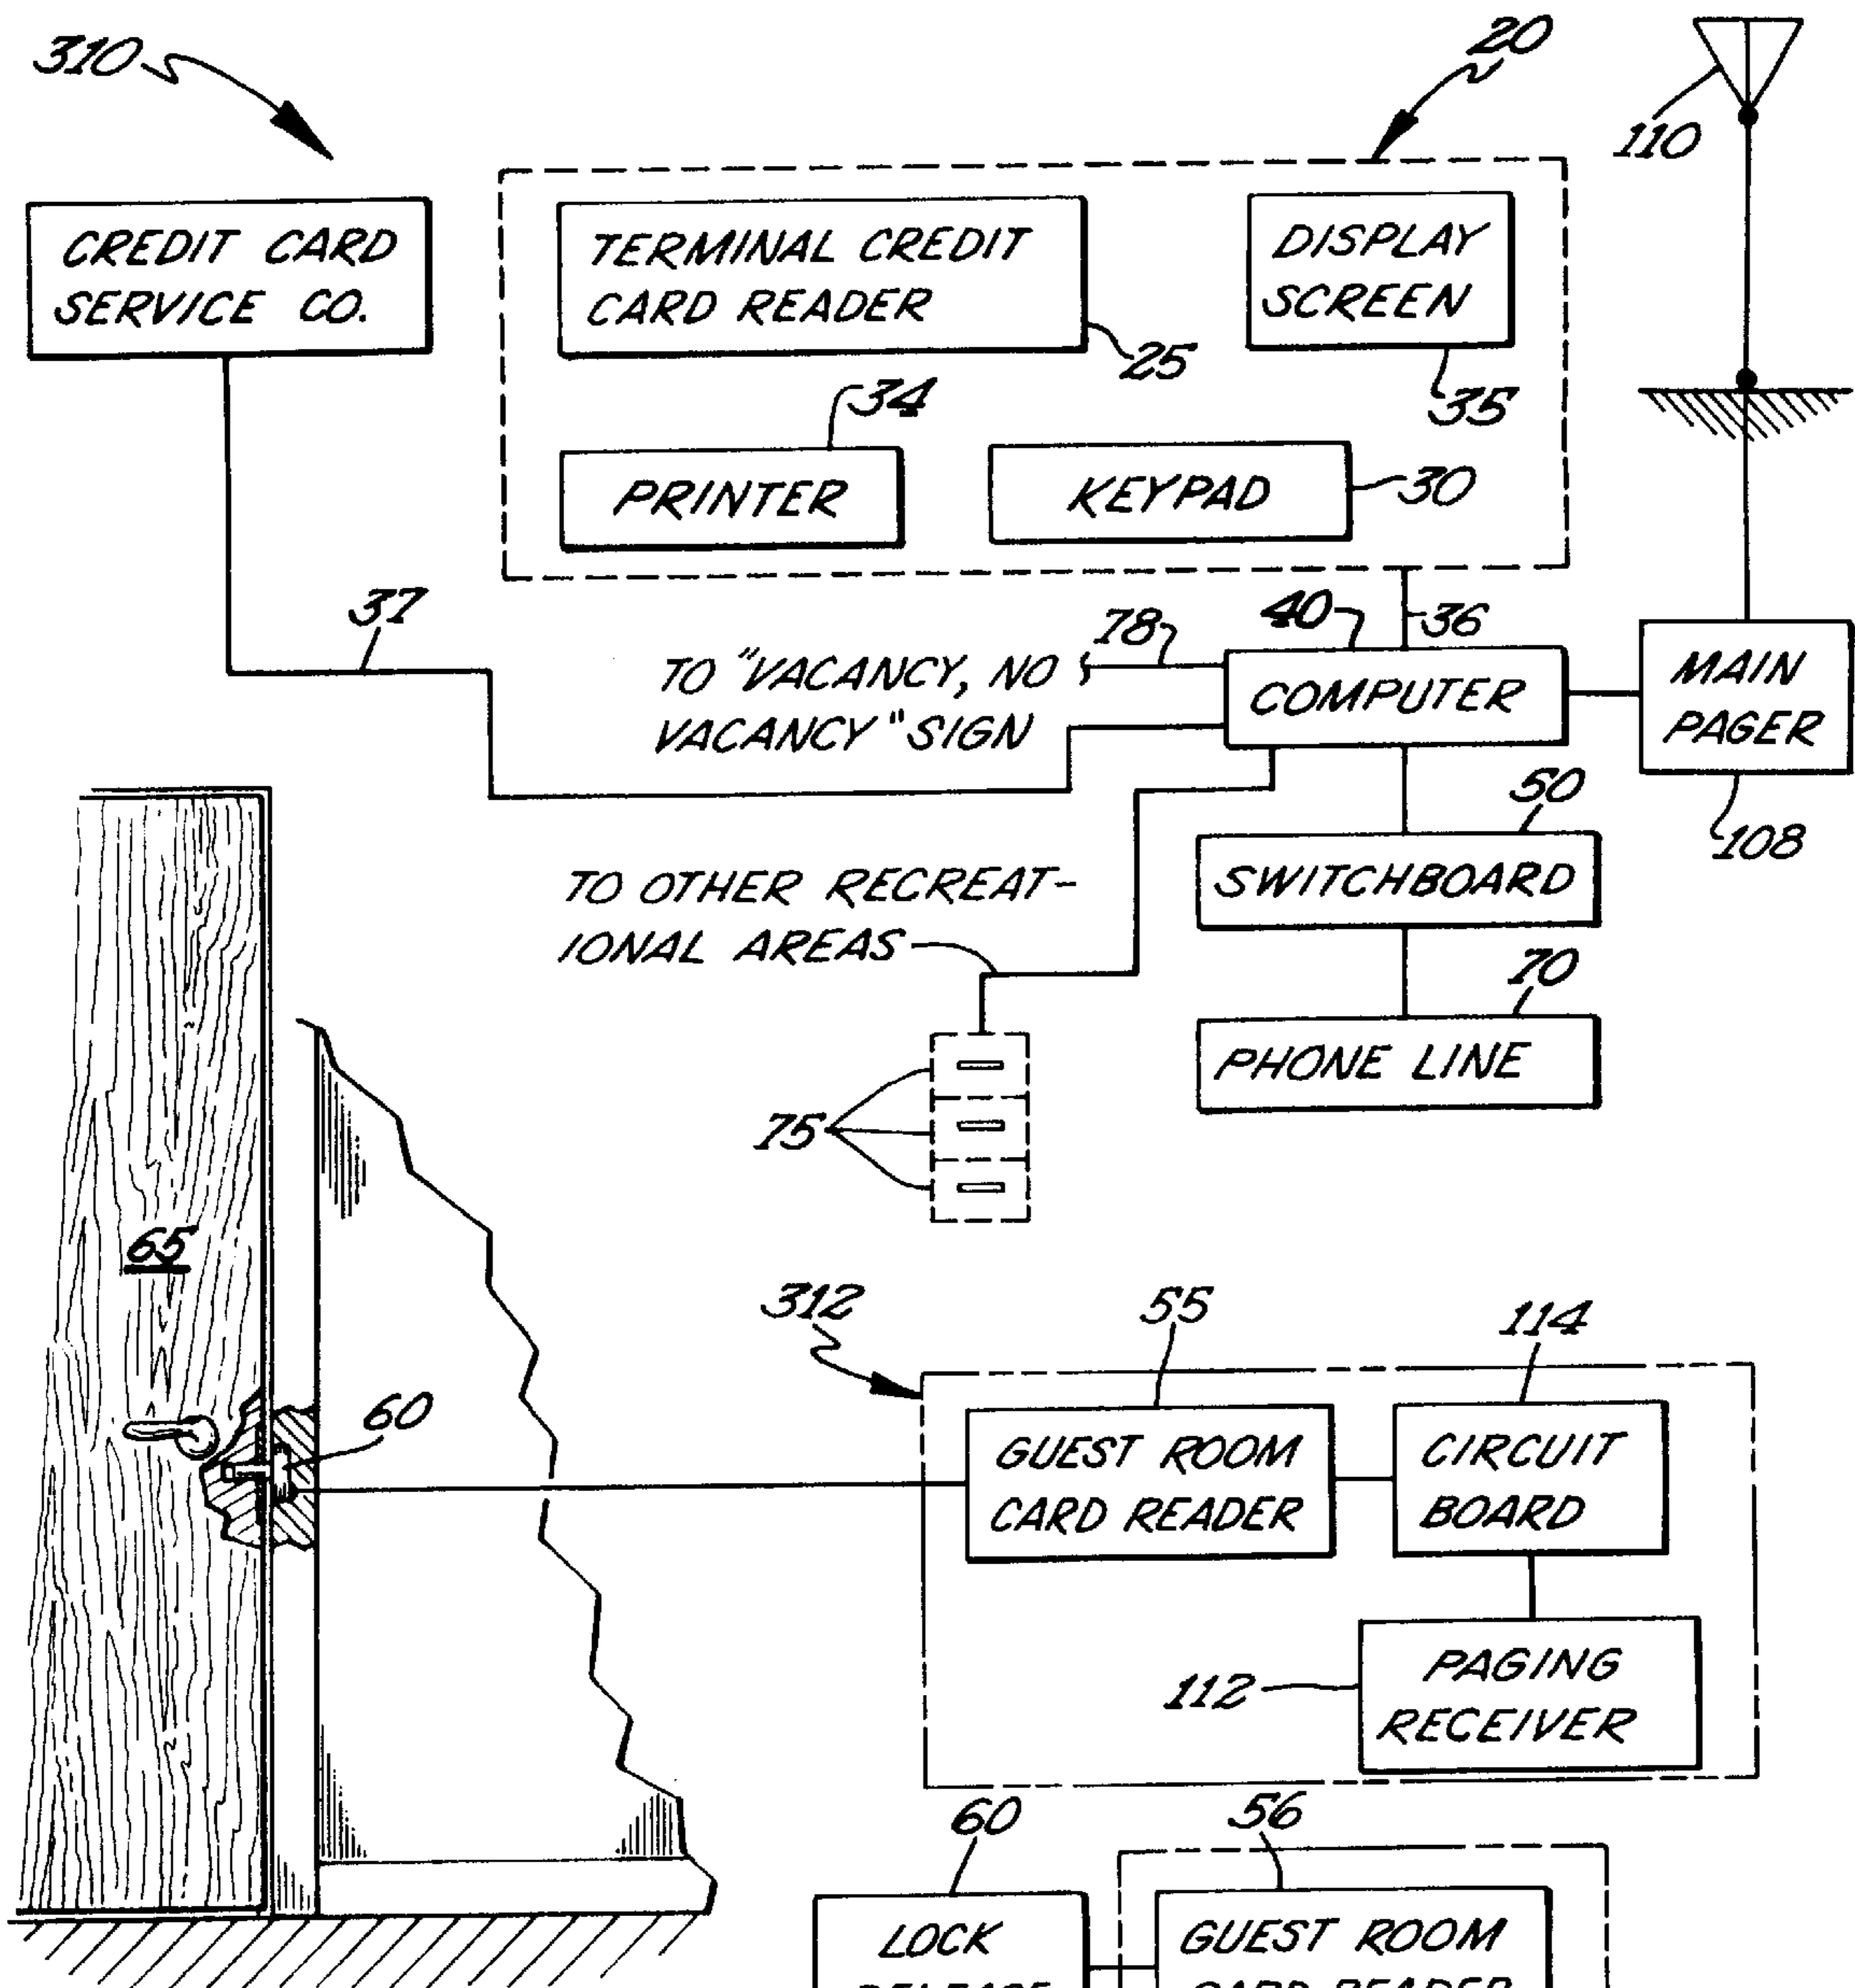 310
20
110
CREDIT CARD
SERVICE CO.
TERMINAL CREDIT
CARD READER
25
DISPLAY
SCREEN
35
34
PRINTER
KEYPAD
30
37
78
40
36
TO "VACANCY, NO
VACANCY" SIGN
COMPUTER
MAIN
PAGER
108
50
SWITCHBOARD
TO OTHER RECREAT-
IONAL AREAS
70
PHONE LINE
75
65
312
55
114
60
GUEST ROOM
CARD READER
CIRCUIT
BOARD
112
PAGING
RECEIVER
60
56
LOCK
RELEASE
GUEST ROOM
CARD READER